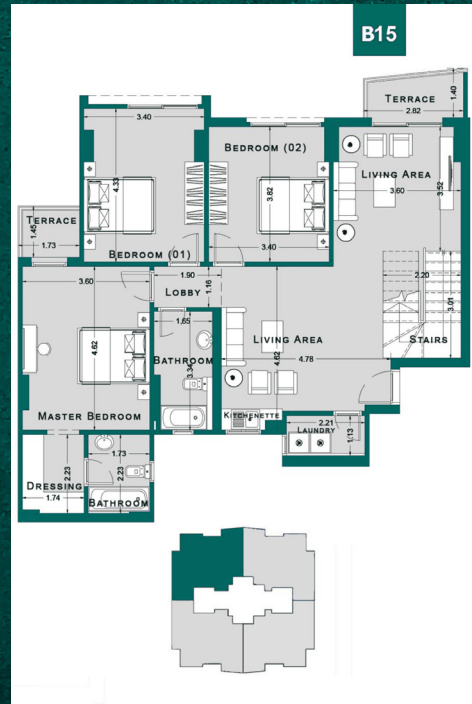 B15
TERRACE
2.82
1.40
3.40
BEDROOM (02)
LIVING AREA
3.60
3.52
4.33
3.82
TERRACE
1.45
1.73
BEDROOM (01)
3.40
2.20
3.60
1.90
LOBBY
1.16
3.01
1.65
BATHROOM
3.34
LIVING AREA
4.62
4.78
STAIRS
4.62
MASTER BEDROOM
KITCHENETTE
2.21
LAUNDRY
1.13
DRESSING
1.74
2.23
1.73
2.23
BATHROOM